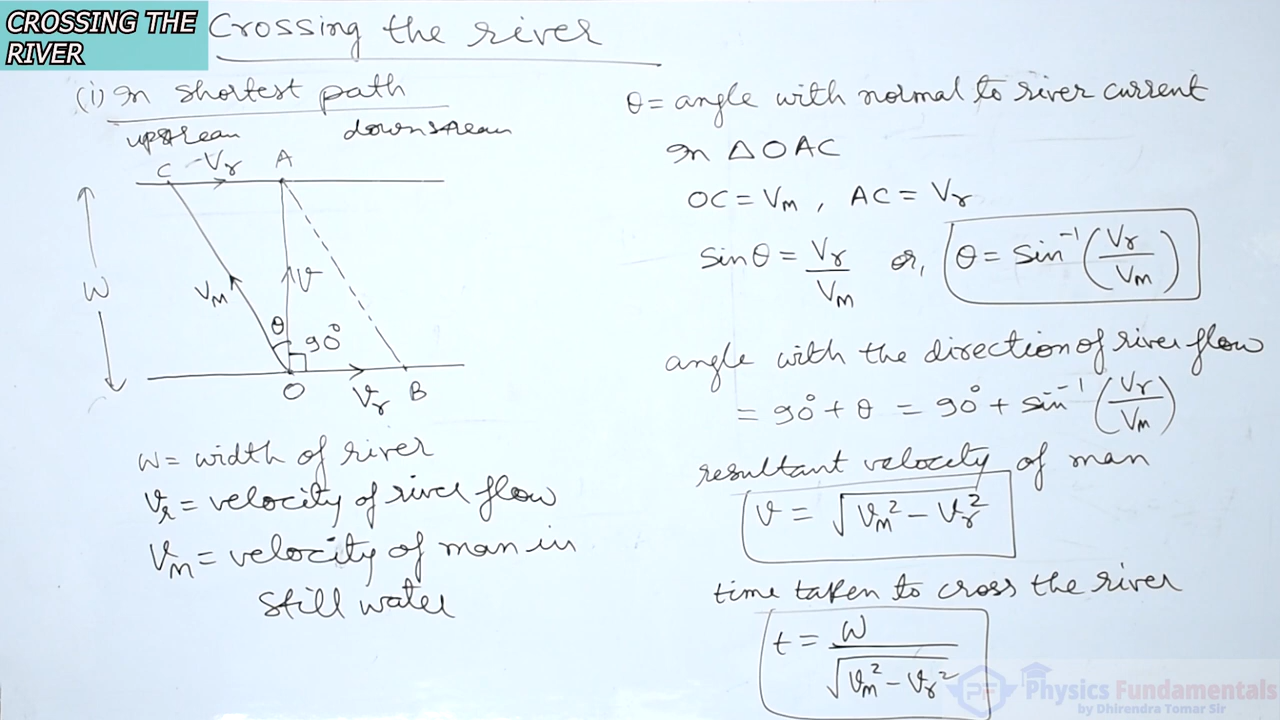 CROSSING THE
RIVER
Crossing the river
(i) In shortest path
upstream downstream
C Vr A
W
VM
v
θ
90°
O
Vr
B
w = width of river
vr = velocity of river flow
vm = velocity of man in
still water
θ = angle with normal to river current
In △OAC
OC = Vm , AC = Vr
sin θ = Vr/Vm or, θ = sin⁻¹(Vr/Vm)
angle with the direction of river flow
= 90° + θ = 90° + sin⁻¹(Vr/Vm)
resultant velocity of man
v = √(vm² − vr²)
time taken to cross the river
t = W/√(vm² − vr²)
PF Physics Fundamentals
by Dhirendra Tomar Sir